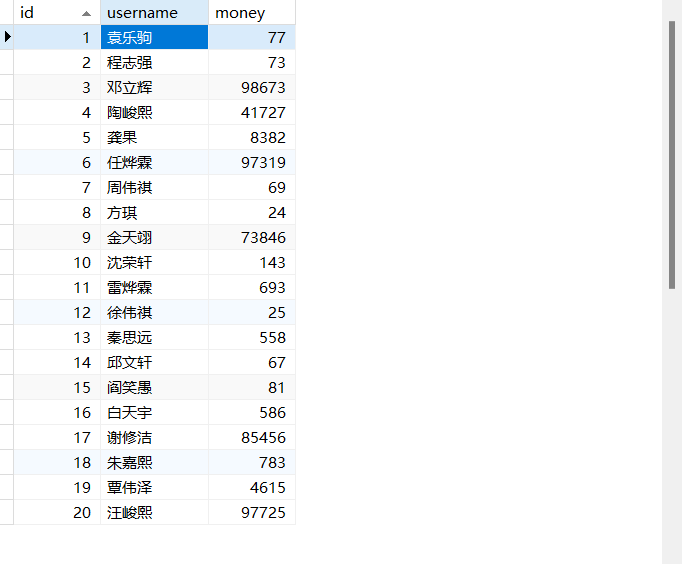 id username money
1 袁乐驹 77
2 程志强 73
3 邓立辉 98673
4 陶峻熙 41727
5 龚果 8382
6 任烨霖 97319
7 周伟祺 69
8 方琪 24
9 金天翊 73846
10 沈荣轩 143
11 雷烨霖 693
12 徐伟祺 25
13 秦思远 558
14 邱文轩 67
15 阎笑愚 81
16 白天宇 586
17 谢修洁 85456
18 朱嘉熙 783
19 覃伟泽 4615
20 汪峻熙 97725